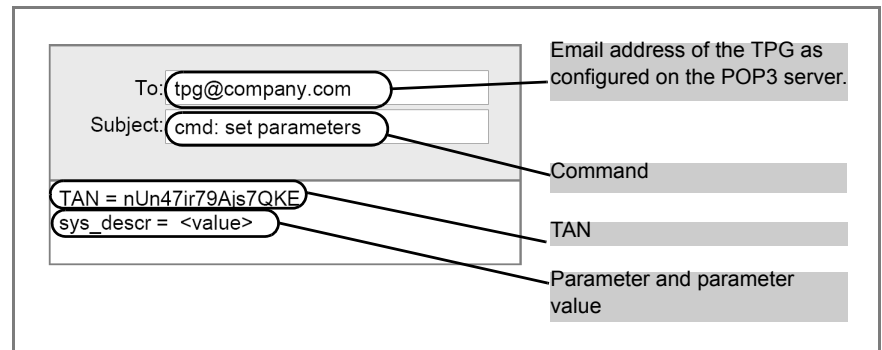 Email address of the TPG as
configured on the POP3 server.
To: tpg@company.com
Subject: cmd: set parameters
Command
TAN = nUn47ir79Ajs7QKE
TAN
sys_descr = <value>
Parameter and parameter
value